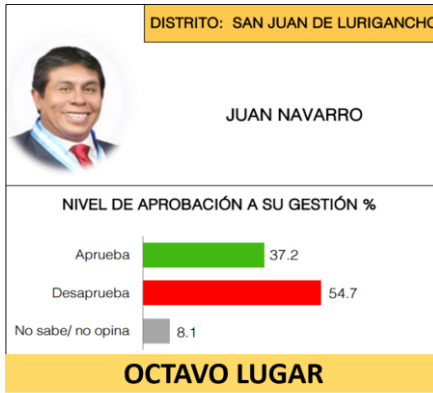 DISTRITO: SAN JUAN DE LURIGANCHO
JUAN NAVARRO
NIVEL DE APROBACIÓN A SU GESTIÓN %
Aprueba 37.2
Desaprueba 54.7
No sabe/ no opina 8.1
OCTAVO LUGAR